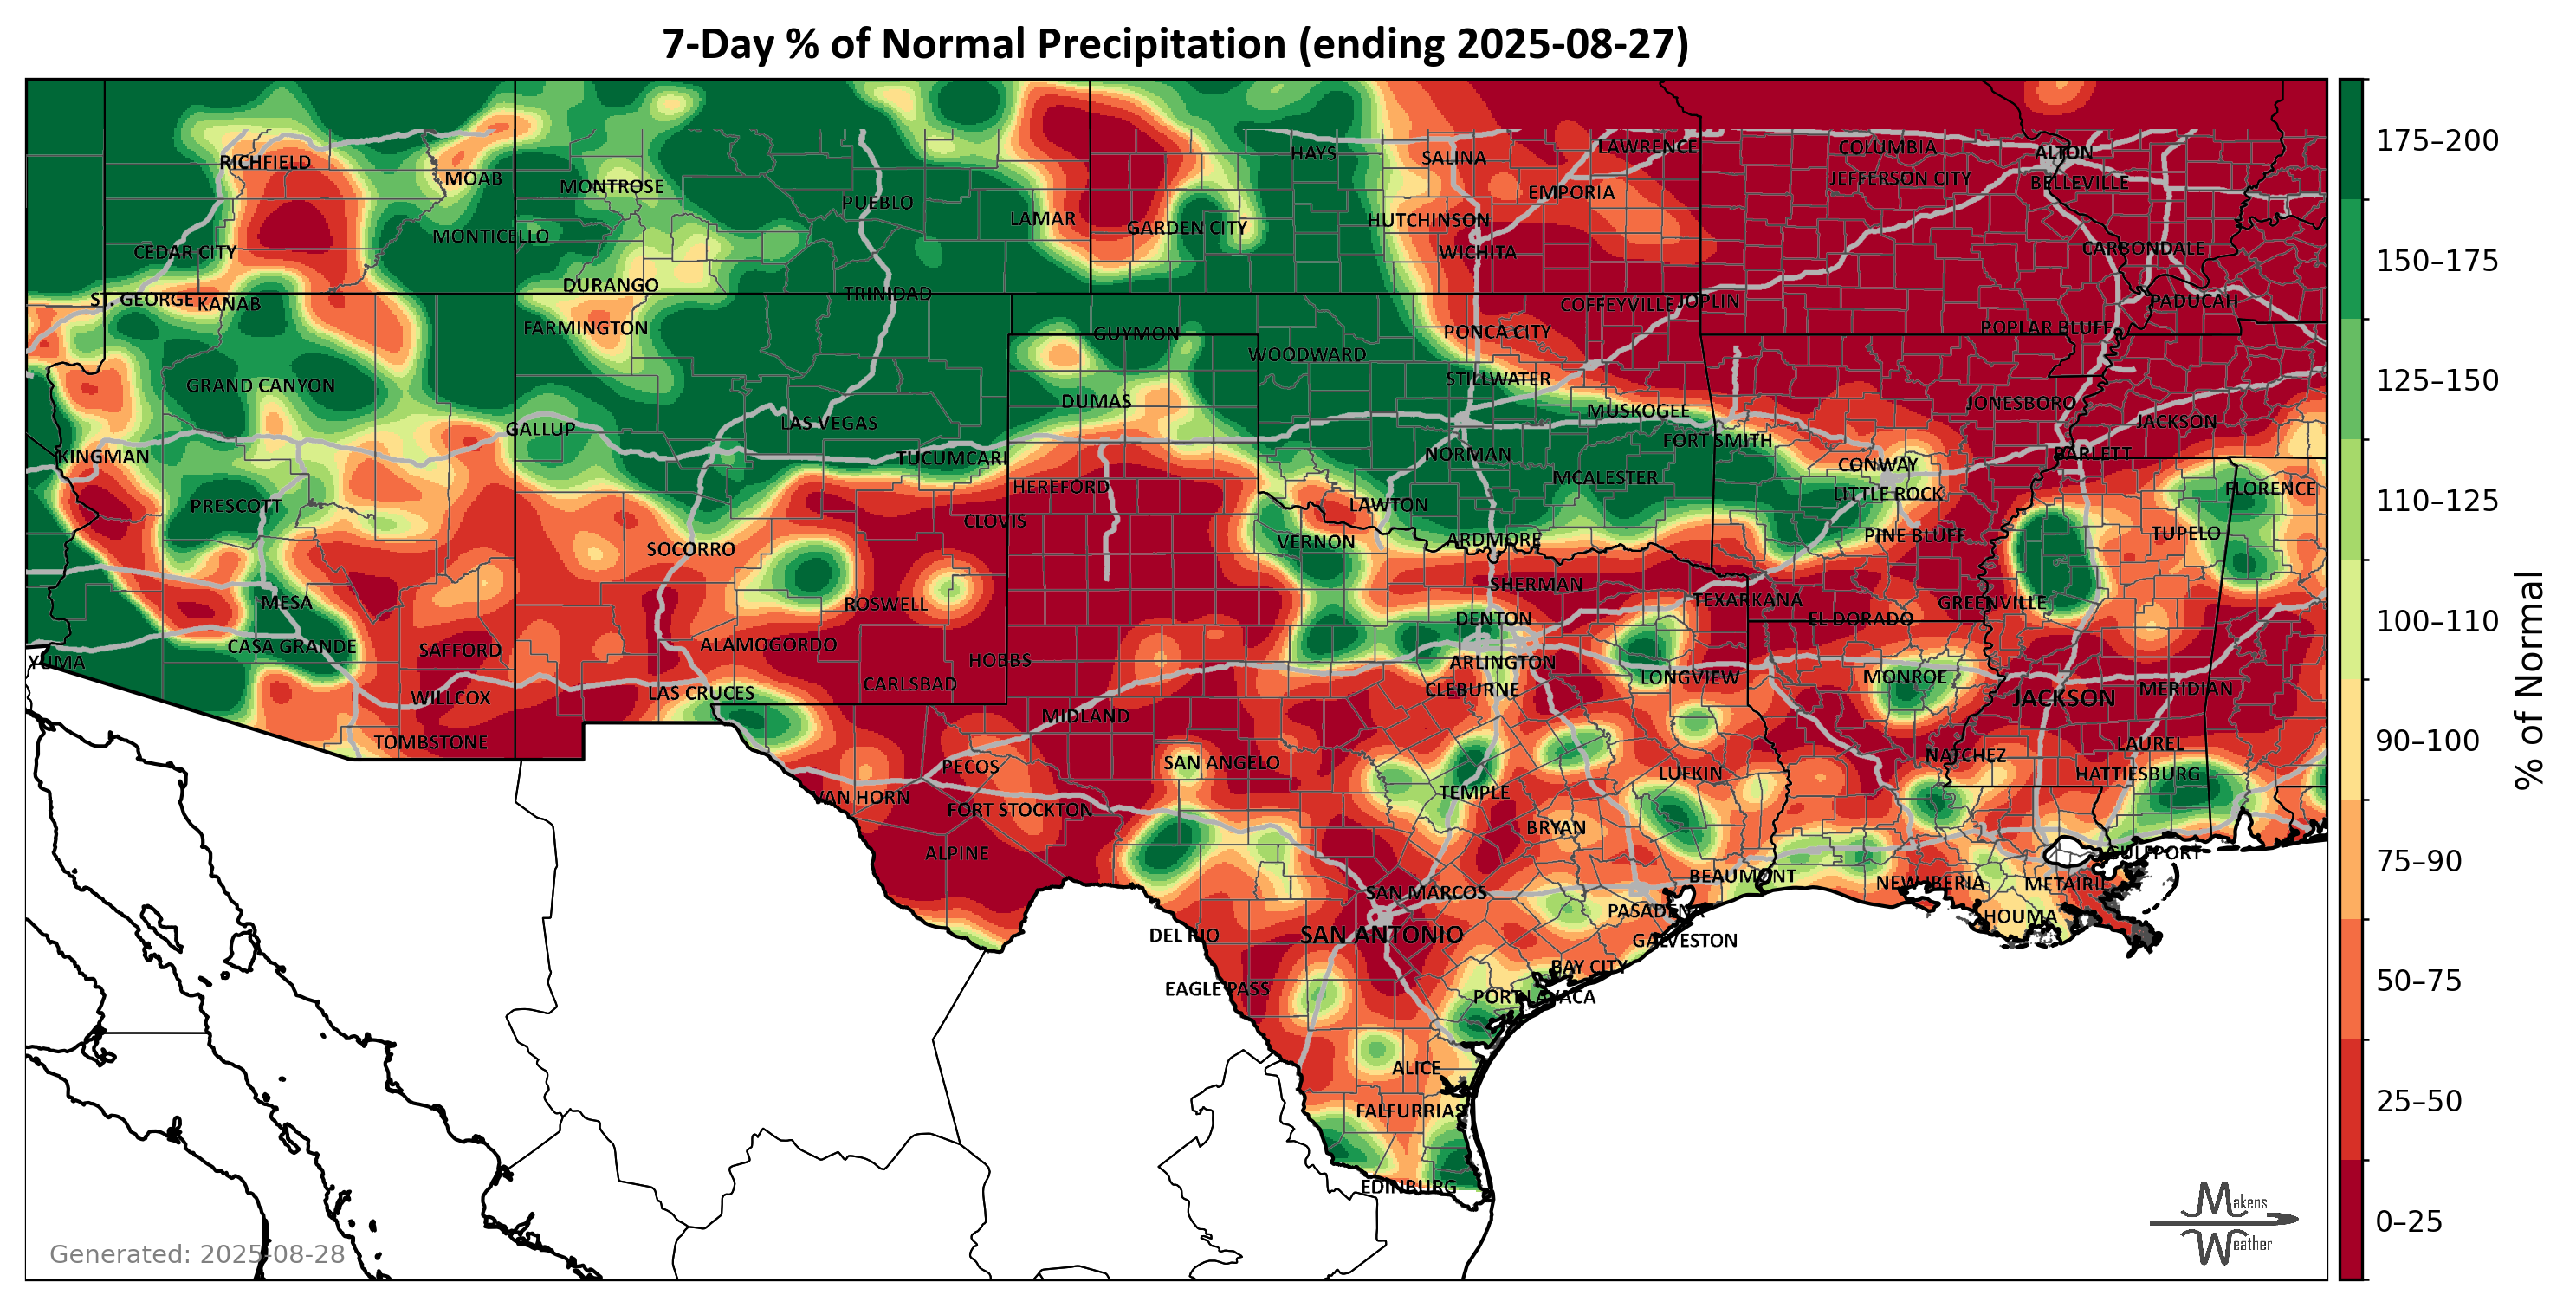 7-Day % of Normal Precipitation (ending 2025-08-27)
RICHFIELD
MOAB
MONTROSE
PUEBLO
LAMAR
GARDEN CITY
HAYS
SALINA
LAWRENCE
EMPORIA
HUTCHINSON
WICHITA
COLUMBIA
JEFFERSON CITY
ALTON
BELLEVILLE
CARBONDALE
PADUCAH
CEDAR CITY
MONTICELLO
ST. GEORGE
KANAB
DURANGO
TRINIDAD
FARMINGTON
GUYMON
WOODWARD
PONCA CITY
COFFEYVILLE
JOPLIN
POPLAR BLUFF
GRAND CANYON
DUMAS
STILLWATER
MUSKOGEE
JONESBORO
JACKSON
KINGMAN
GALLUP
LAS VEGAS
TUCUMCARI
NORMAN
FORT SMITH
CONWAY
BARLETT
HEREFORD
MCALESTER
LITTLE ROCK
FLORENCE
PRESCOTT
CLOVIS
LAWTON
SOCORRO
VERNON
ARDMORE
PINE BLUFF
TUPELO
MESA
ROSWELL
SHERMAN
TEXARKANA
GREENVILLE
DENTON
EL DORADO
YUMA
CASA GRANDE
SAFFORD
ALAMOGORDO
HOBBS
ARLINGTON
WILLCOX
LAS CRUCES
CARLSBAD
CLEBURNE
LONGVIEW
MONROE
JACKSON
MERIDIAN
TOMBSTONE
MIDLAND
LAUREL
PECOS
SAN ANGELO
NATCHEZ
LUFKIN
HATTIESBURG
VAN HORN
FORT STOCKTON
TEMPLE
BRYAN
ALPINE
GULFPORT
BEAUMONT
NEW IBERIA
METAIRIE
SAN MARCOS
PASADENA
HOUMA
DEL RIO
SAN ANTONIO
GALVESTON
BAY CITY
EAGLE PASS
PORT LAVACA
ALICE
FALFURRIAS
EDINBURG
175–200
150–175
125–150
110–125
100–110
90–100
75–90
50–75
25–50
0–25
% of Normal
Generated: 2025-08-28
Makens
Weather